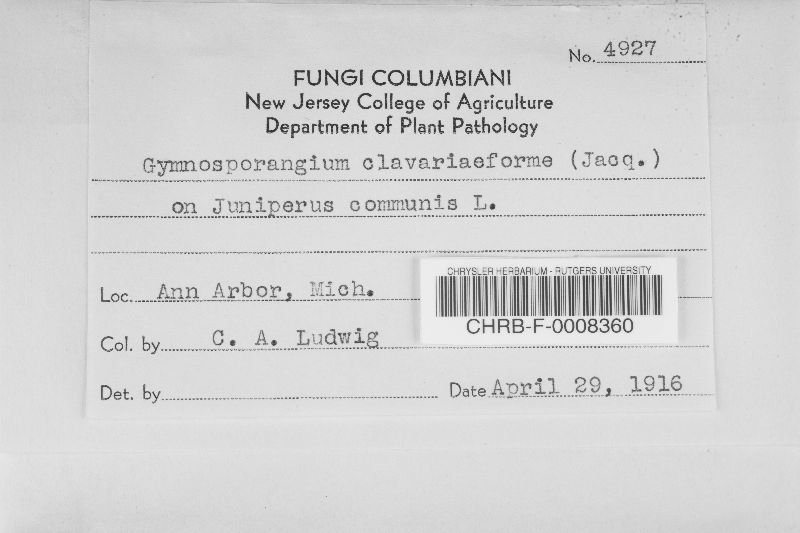 No. 4927
FUNGI COLUMBIANI
New Jersey College of Agriculture
Department of Plant Pathology
Gymnosporangium clavariaeforme (Jacq.)
on Juniperus communis L.
CHRYSLER HERBARIUM - RUTGERS UNIVERSITY
Loc. Ann Arbor, Mich.
CHRB-F-0008360
Col. by C. A. Ludwig
Det. by Date April 29, 1916